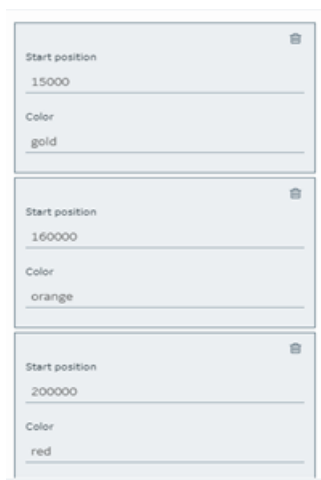 Start position
15000
Color
gold
Start position
160000
Color
orange
Start position
200000
Color
red